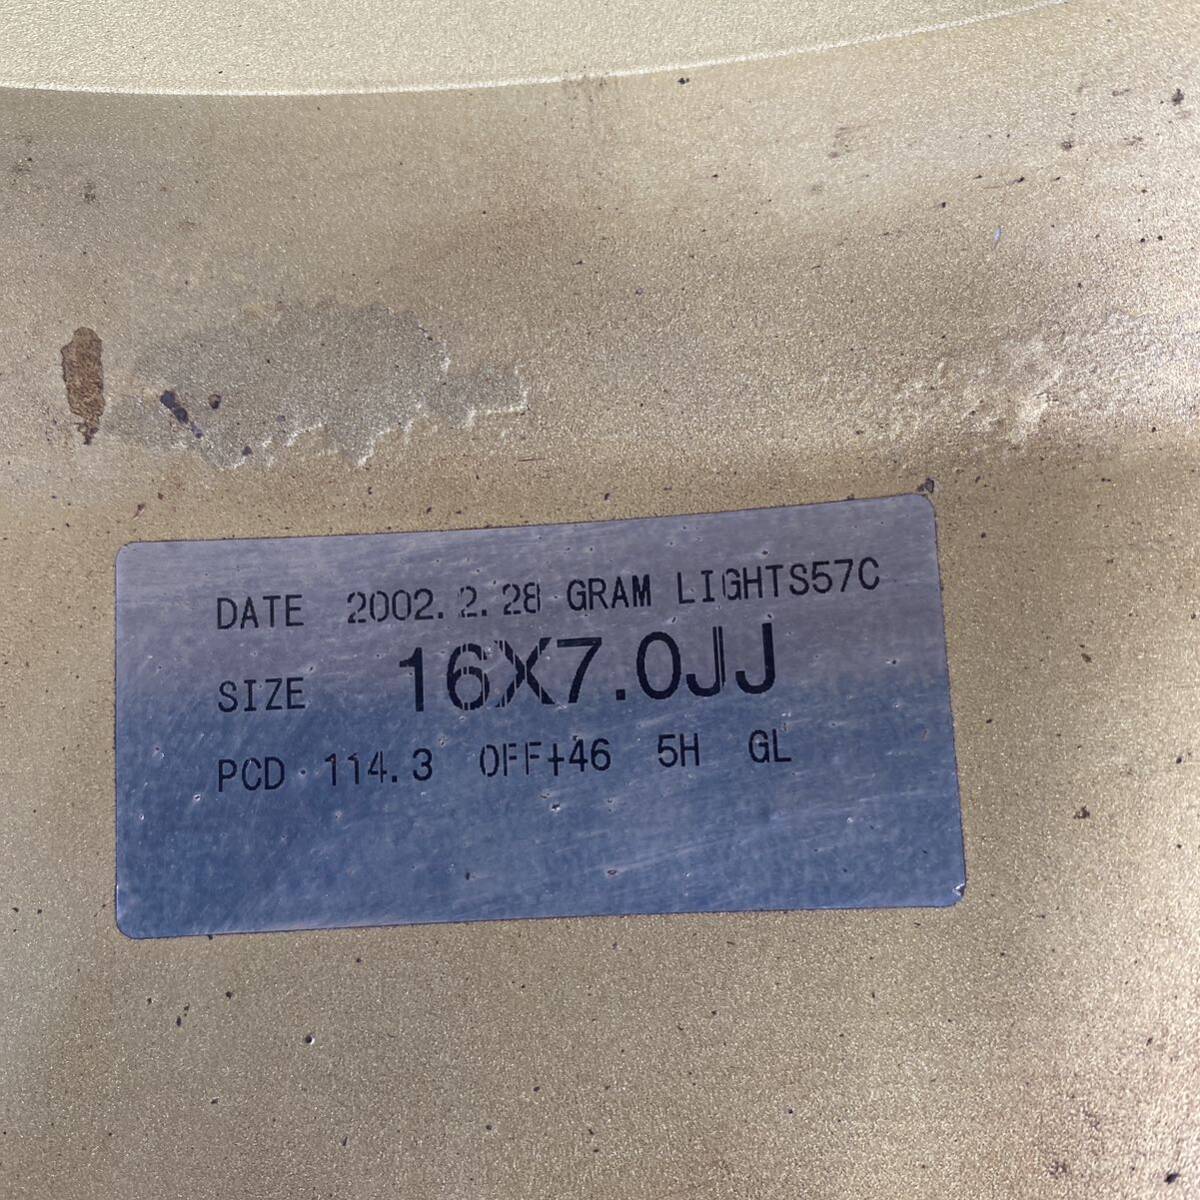 DATE 2002.2.28 GRAM LIGHTS57C
SIZE 16X7.0JJ
PCD 114.3 OFF+46 5H GL